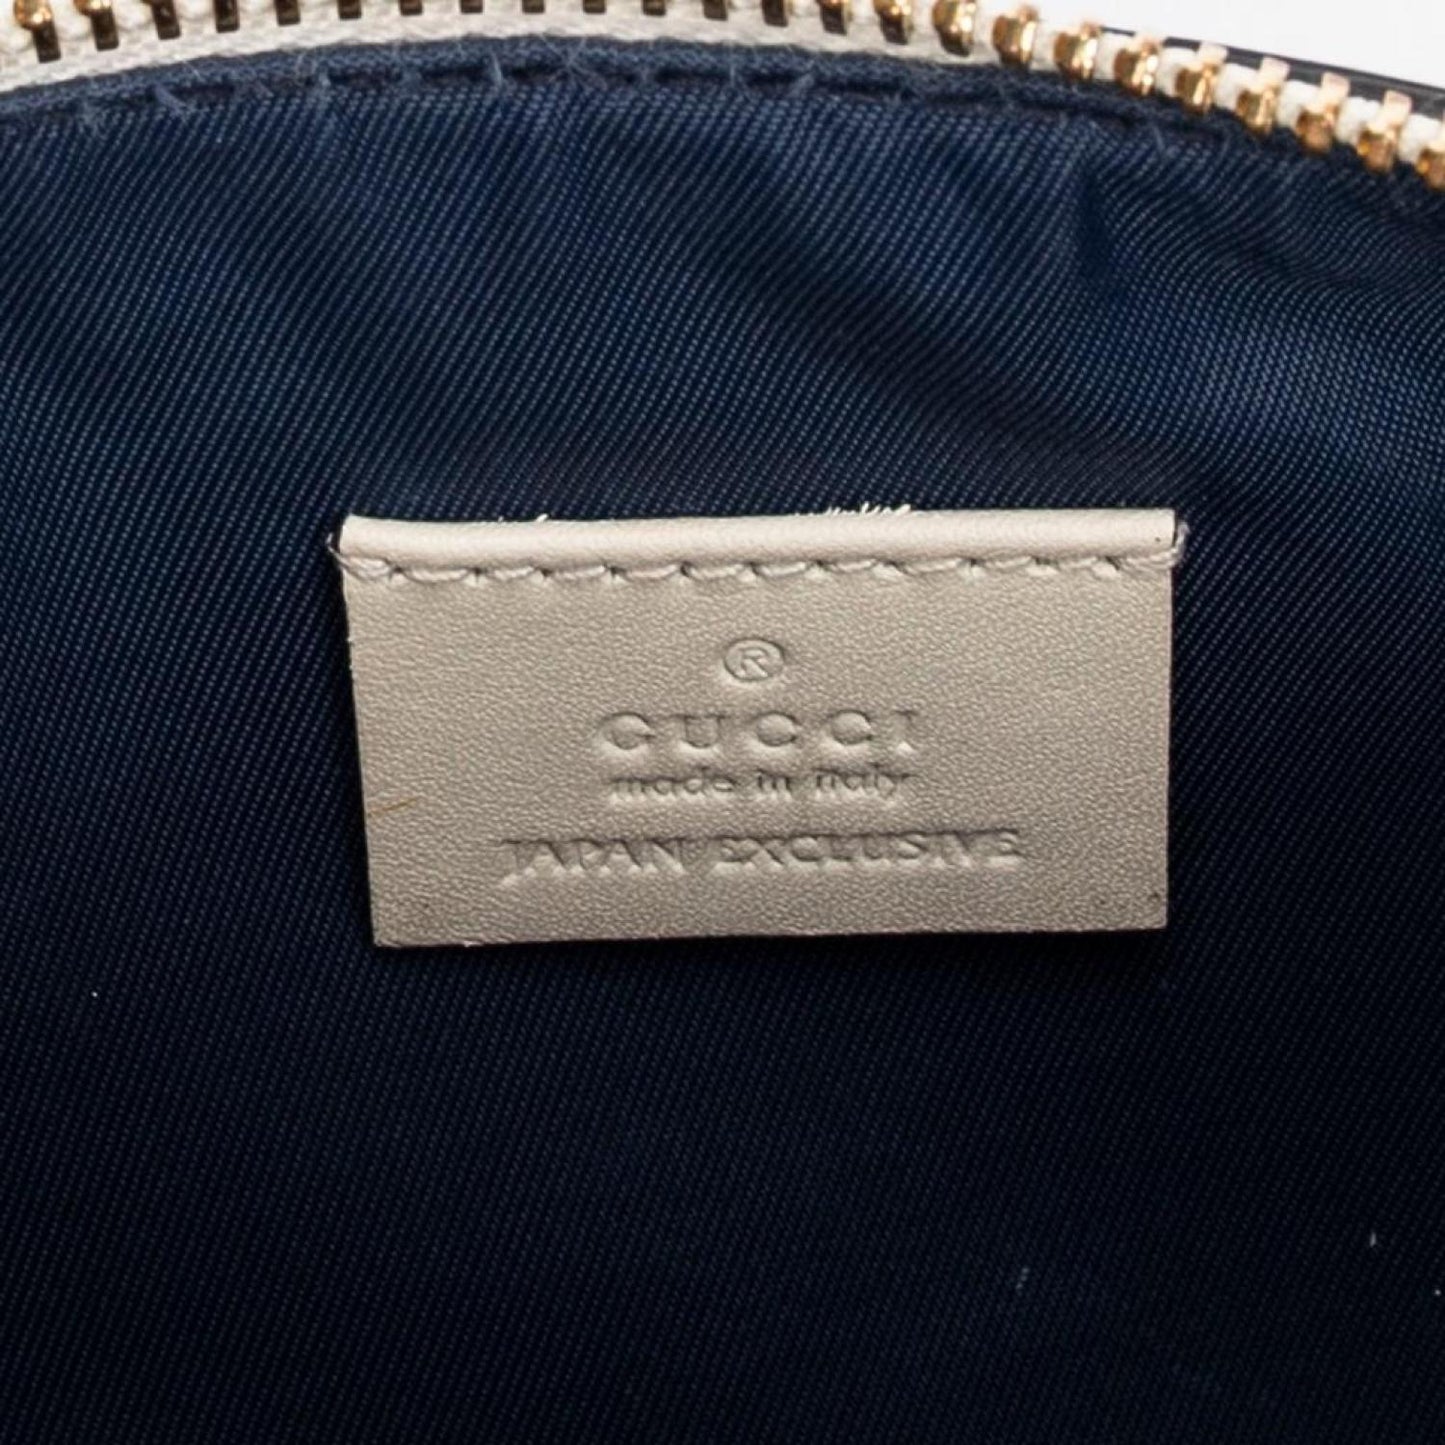 ®
GUCCI
made in italy
JAPAN EXCLUSIVE